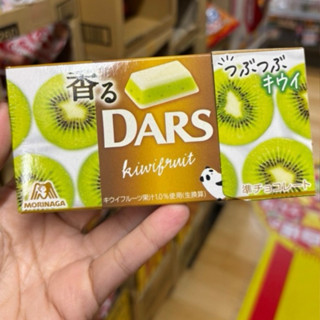 香る
つぶつぶ
キウイ
DARS
kiwifruit
MORINAGA
キウイフルーツ果汁1.0%使用(生換算)
準チョコレート